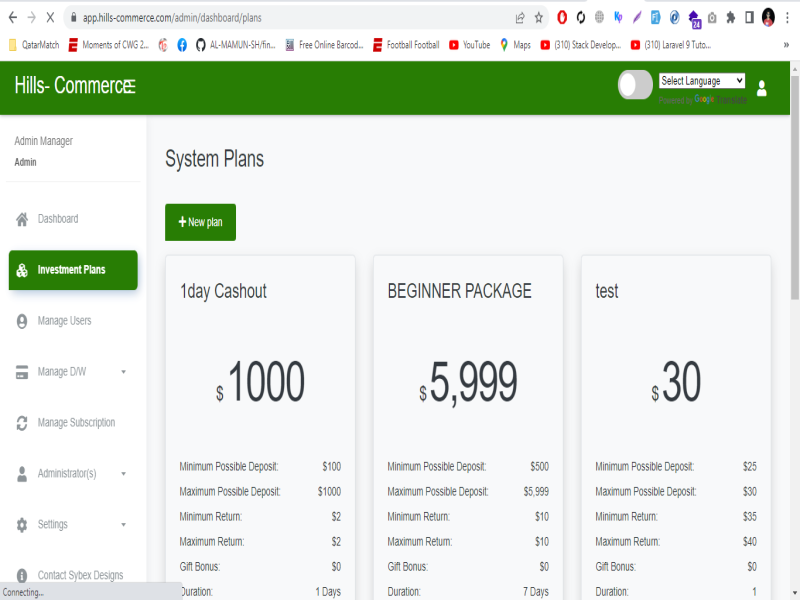 app.hills-commerce.com/admin/dashboard/plans
QatarMatch
Moments of CWG 2...
AL-MAMUN-SH/fin...
Free Online Barcod...
Football Football
YouTube
Maps
(310) Stack Develop...
(310) Laravel 9 Tuto...
»
Hills- Commerce
Select Language
Powered by Google Translate
Admin Manager
Admin
Dashboard
Investment Plans
Manage Users
Manage D/W
Manage Subscription
Administrator(s)
Settings
Contact Sybex Designs
Connecting...
System Plans
+ New plan
1day Cashout
$1000
Minimum Possible Deposit: $100
Maximum Possible Deposit: $1000
Minimum Return: $2
Maximum Return: $2
Gift Bonus: $0
Duration: 1 Days
BEGINNER PACKAGE
$5,999
Minimum Possible Deposit: $500
Maximum Possible Deposit: $5,999
Minimum Return: $10
Maximum Return: $10
Gift Bonus: $0
Duration: 7 Days
test
$30
Minimum Possible Deposit: $25
Maximum Possible Deposit: $30
Minimum Return: $35
Maximum Return: $40
Gift Bonus: $0
Duration: 1